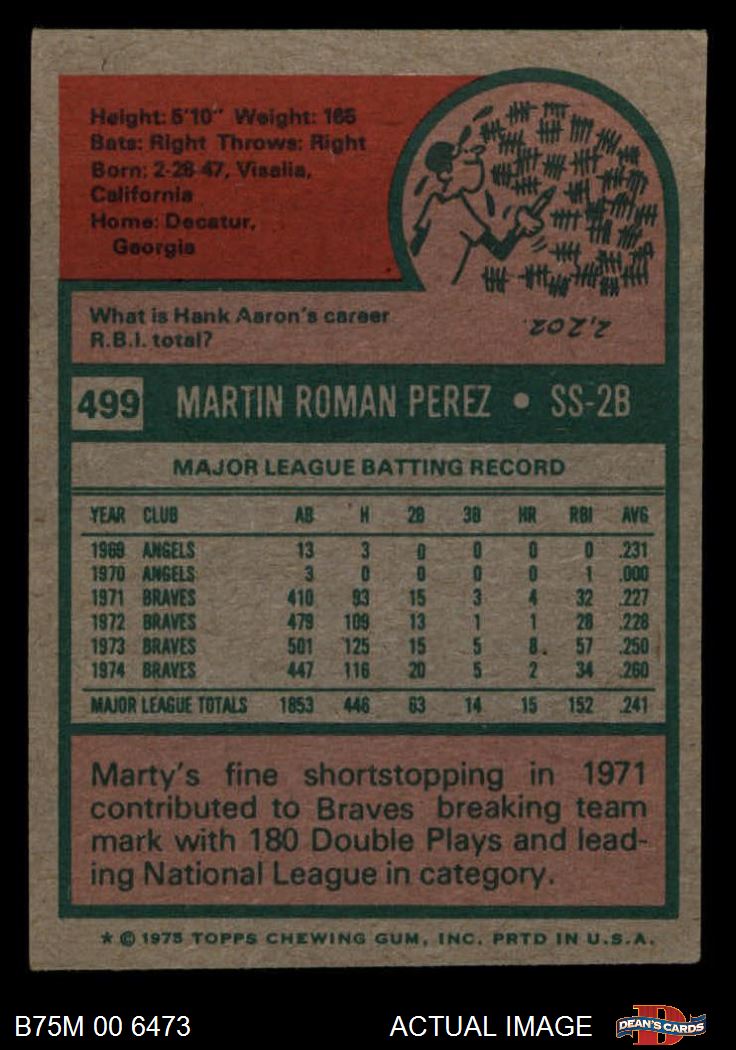 Height: 5'10" Weight: 165
Bats: Right Throws: Right
Born: 2-28-47, Visalia,
California
Home: Decatur,
Georgia
What is Hank Aaron's career
R.B.I. total?
2,202.
499 MARTIN ROMAN PEREZ • SS-2B
MAJOR LEAGUE BATTING RECORD
YEAR CLUB AB H 2B 3B HR RBI AVG
1969 ANGELS 13 3 0 0 0 0 .231
1970 ANGELS 3 0 0 0 0 1 .000
1971 BRAVES 410 93 15 3 4 32 .227
1972 BRAVES 479 109 13 1 1 28 .228
1973 BRAVES 501 125 15 5 8 57 .250
1974 BRAVES 447 116 20 5 2 34 .260
MAJOR LEAGUE TOTALS 1853 446 63 14 15 152 .241
Marty's fine shortstopping in 1971
contributed to Braves breaking team
mark with 180 Double Plays and lead-
ing National League in category.
* © 1975 TOPPS CHEWING GUM, INC. PRTD IN U.S.A.
B75M 00 6473 ACTUAL IMAGE
D
DEAN'S CARDS